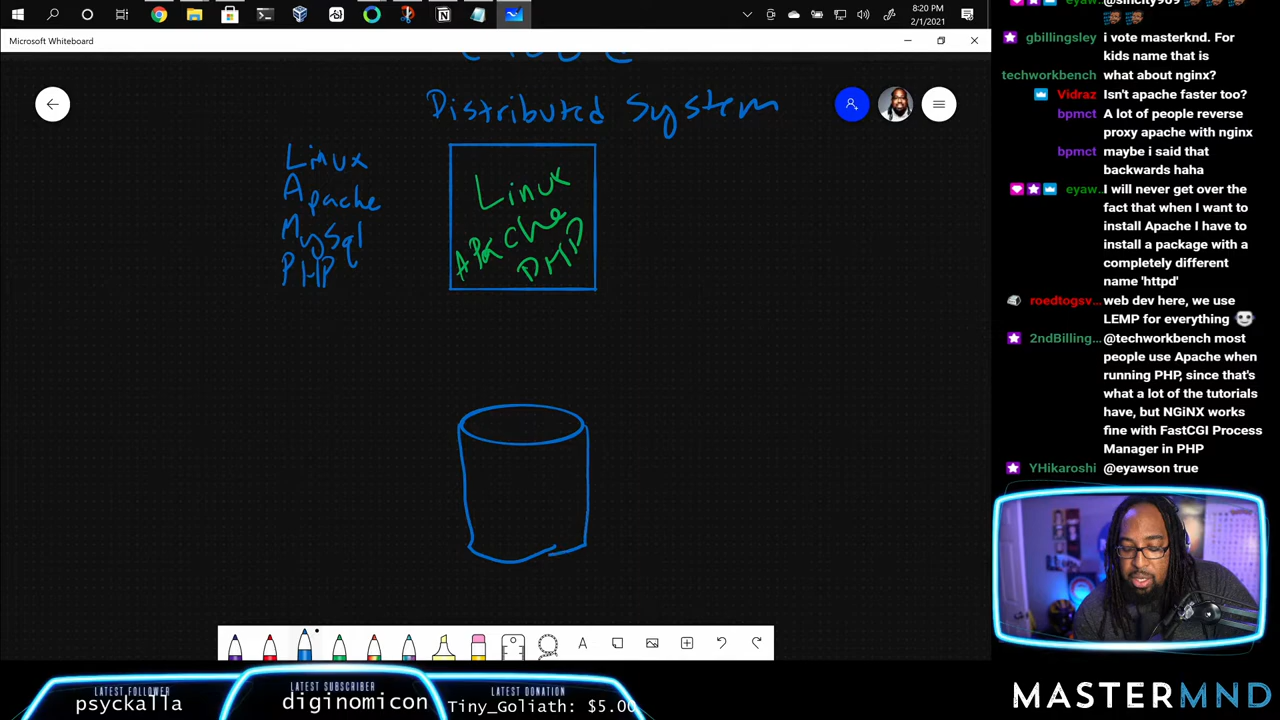 8:20 PM
2/1/2021
Microsoft Whiteboard
Distributed System
Linux
Apache
Mysql
PHP
Linux
Apache
PHP
gbillingsley i vote masterknd. For
kids name that is
techworkbench what about nginx?
Vidraz Isn't apache faster too?
bpmct A lot of people reverse
proxy apache with nginx
bpmct maybe i said that
backwards haha
eyaw... I will never get over the
fact that when I want to
install Apache I have to
install a package with a
completely different
name 'httpd'
roedtogsv... web dev here, we use
LEMP for everything
2ndBilling... @techworkbench most
people use Apache when
running PHP, since that's
what a lot of the tutorials
have, but NGiNX works
fine with FastCGI Process
Manager in PHP
YHikaroshi @eyawson true
LATEST FOLLOWER
psyckalla
LATEST SUBSCRIBER
diginomicon
LATEST DONATION
Tiny_Goliath: $5.00
MASTERMND